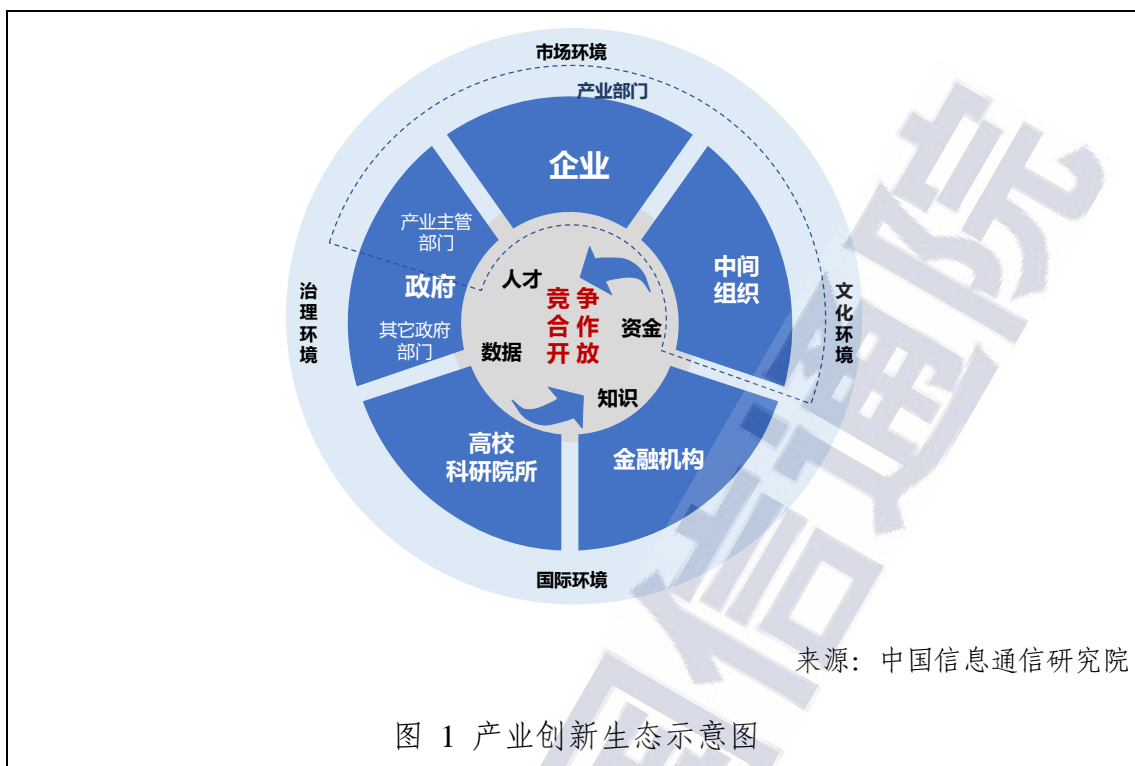 市场环境
产业部门
企业
产业主管
部门
政府
其它政府
部门
中间
组织
治理环境
文化环境
人才
竞争
合作
开放
资金
数据
知识
高校
科研院所
金融机构
国际环境
来源：中国信息通信研究院
图 1 产业创新生态示意图
国信通院